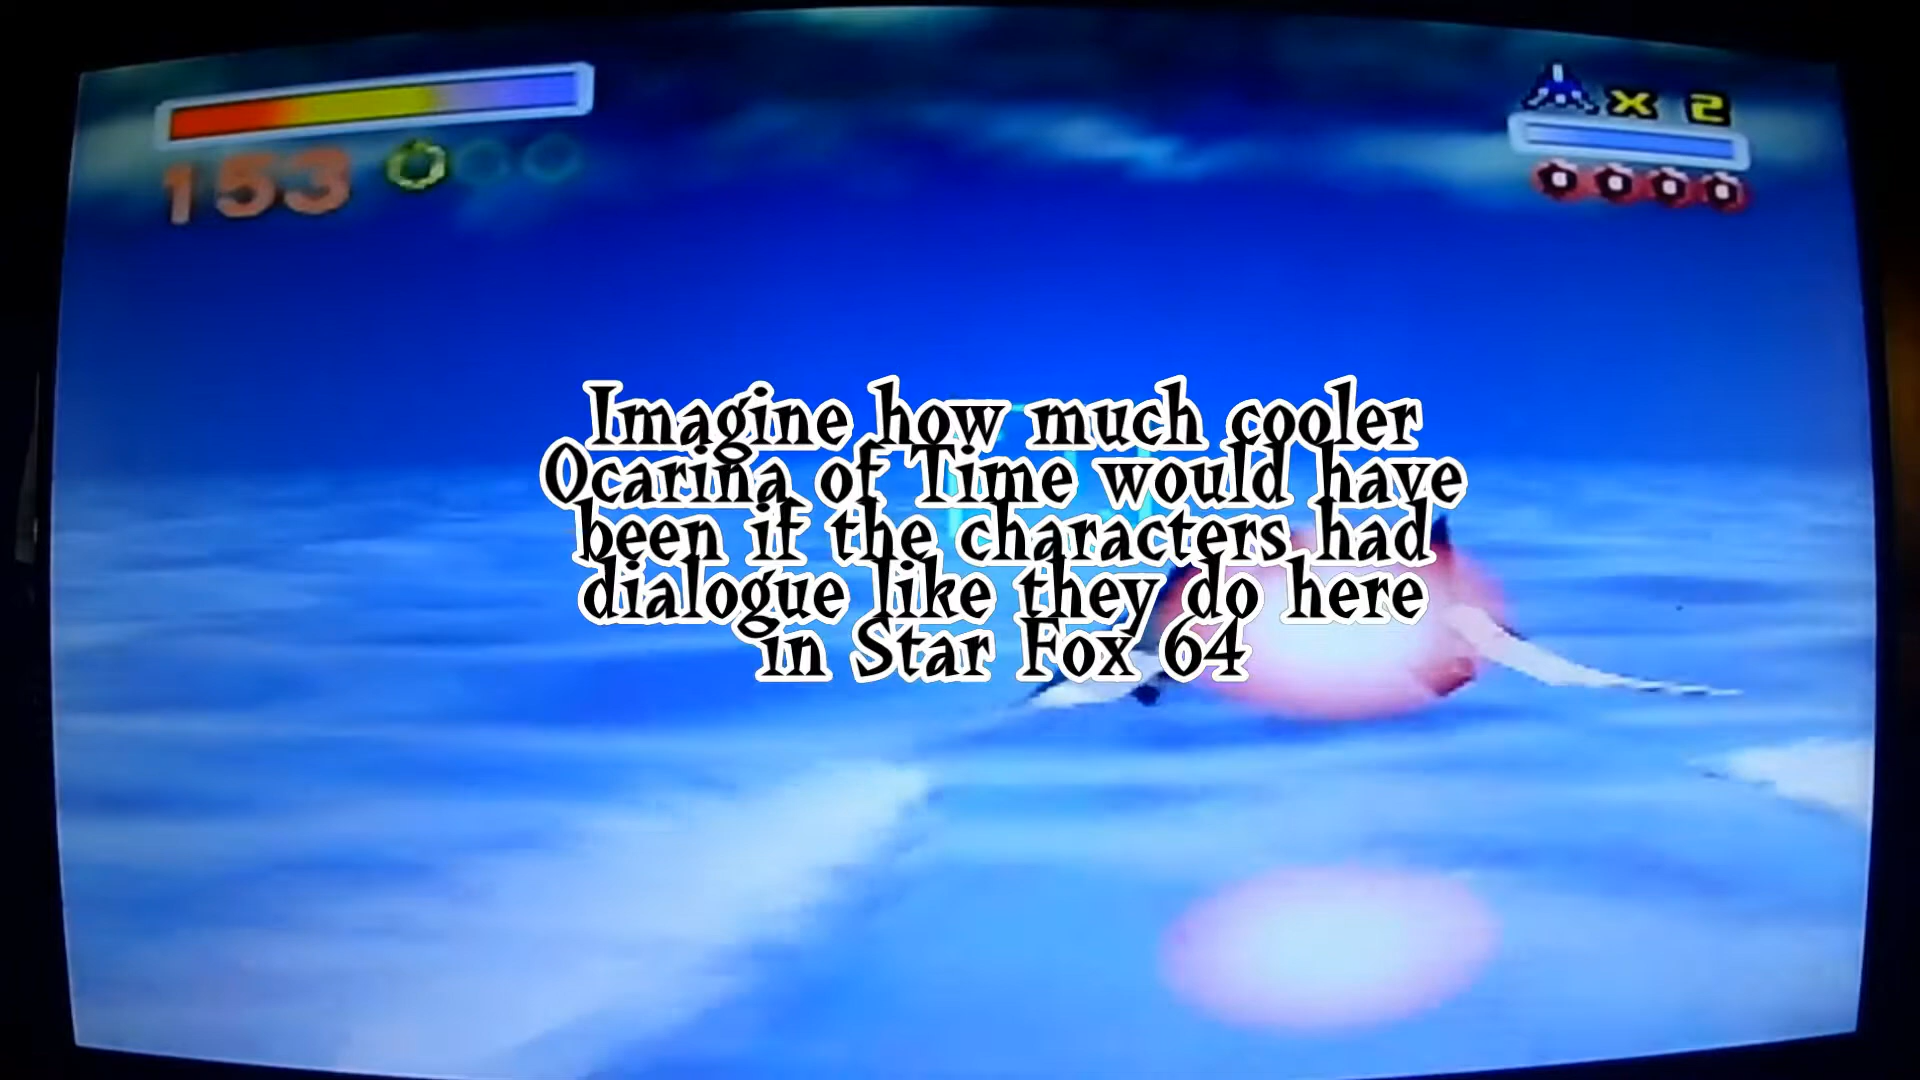 x 2
153
Imagine how much cooler
Ocarina of Time would have
been if the characters had
dialogue like they do here
in Star Fox 64